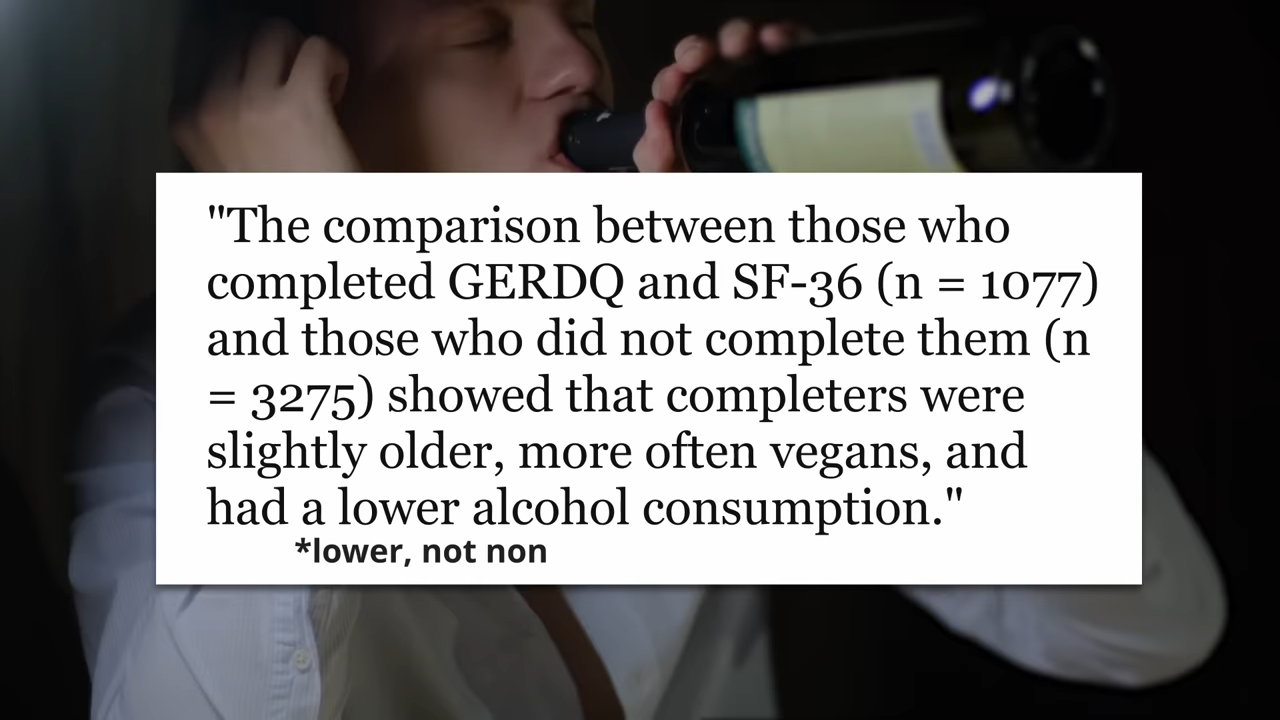 "The comparison between those who
completed GERDQ and SF-36 (n = 1077)
and those who did not complete them (n
= 3275) showed that completers were
slightly older, more often vegans, and
had a lower alcohol consumption."
*lower, not non